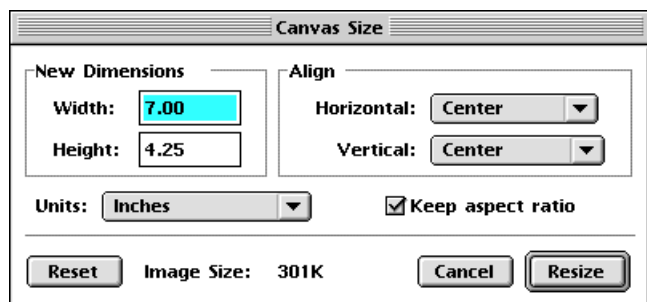 Canvas Size
New Dimensions
Width: 7.00
Height: 4.25
Align
Horizontal: Center
Vertical: Center
Units: Inches
Keep aspect ratio
Reset Image Size: 301K Cancel Resize